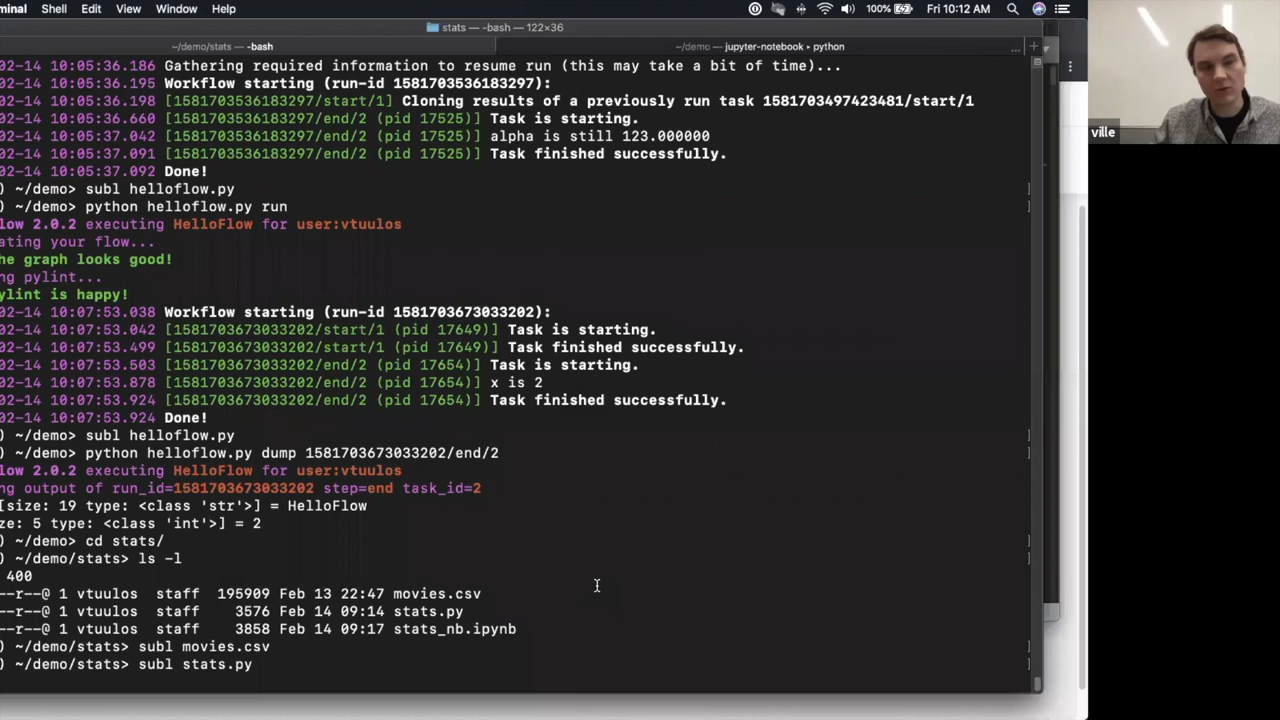 minal Shell Edit View Window Help 100% Fri 10:12 AM
stats — -bash — 122×36
~/demo/stats — -bash ~/demo — jupyter-notebook ▸ python ... +
02-14 10:05:36.186 Gathering required information to resume run (this may take a bit of time)...
02-14 10:05:36.195 Workflow starting (run-id 1581703536183297):
02-14 10:05:36.198 [1581703536183297/start/1] Cloning results of a previously run task 1581703497423481/start/1
02-14 10:05:36.660 [1581703536183297/end/2 (pid 17525)] Task is starting.
02-14 10:05:37.042 [1581703536183297/end/2 (pid 17525)] alpha is still 123.000000
02-14 10:05:37.091 [1581703536183297/end/2 (pid 17525)] Task finished successfully.
02-14 10:05:37.092 Done!
) ~/demo> subl helloflow.py
) ~/demo> python helloflow.py run
low 2.0.2 executing HelloFlow for user:vtuulos
ating your flow...
he graph looks good!
ng pylint...
ylint is happy!
02-14 10:07:53.038 Workflow starting (run-id 1581703673033202):
02-14 10:07:53.042 [1581703673033202/start/1 (pid 17649)] Task is starting.
02-14 10:07:53.499 [1581703673033202/start/1 (pid 17649)] Task finished successfully.
02-14 10:07:53.503 [1581703673033202/end/2 (pid 17654)] Task is starting.
02-14 10:07:53.878 [1581703673033202/end/2 (pid 17654)] x is 2
02-14 10:07:53.924 [1581703673033202/end/2 (pid 17654)] Task finished successfully.
02-14 10:07:53.924 Done!
) ~/demo> subl helloflow.py
) ~/demo> python helloflow.py dump 1581703673033202/end/2
low 2.0.2 executing HelloFlow for user:vtuulos
ng output of run_id=1581703673033202 step=end task_id=2
[size: 19 type: <class 'str'>] = HelloFlow
ze: 5 type: <class 'int'>] = 2
) ~/demo> cd stats/
) ~/demo/stats> ls -l
400
--r--@ 1 vtuulos staff 195909 Feb 13 22:47 movies.csv
--r--@ 1 vtuulos staff 3576 Feb 14 09:14 stats.py
--r--@ 1 vtuulos staff 3858 Feb 14 09:17 stats_nb.ipynb
) ~/demo/stats> subl movies.csv
) ~/demo/stats> subl stats.py
ville